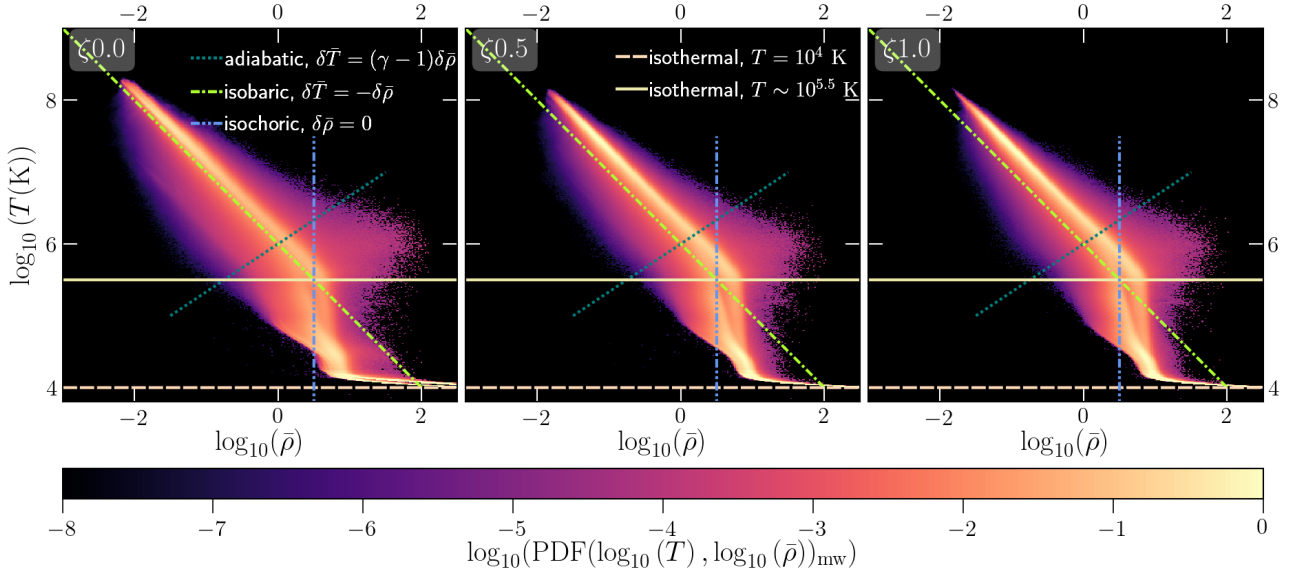 −2 0 2 −2 0 2 −2 0 2
ζ0.0 ζ0.5 ζ1.0
adiabatic, δT̄ = (γ − 1)δρ̄
isobaric, δT̄ = −δρ̄
isochoric, δρ̄ = 0
isothermal, T = 10⁴ K
isothermal, T ∼ 10⁵·⁵ K
8 8
6 6
4 4
log₁₀ (T(K))
−2 0 2 −2 0 2 −2 0 2
log₁₀(ρ̄) log₁₀(ρ̄) log₁₀(ρ̄)
−8 −7 −6 −5 −4 −3 −2 −1 0
log₁₀(PDF(log₁₀ (T) , log₁₀ (ρ̄))mw)